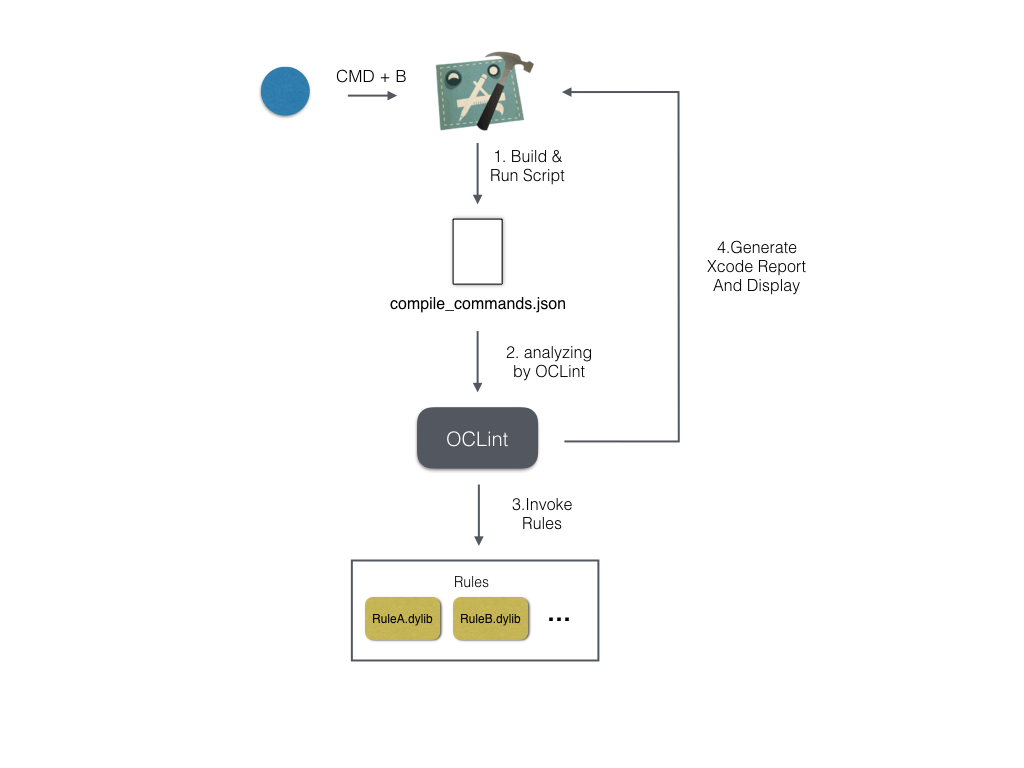 CMD + B
1. Build &
Run Script
compile_commands.json
2. analyzing
by OCLint
4.Generate
Xcode Report
And Display
OCLint
3.Invoke
Rules
Rules
RuleA.dylib
RuleB.dylib
...